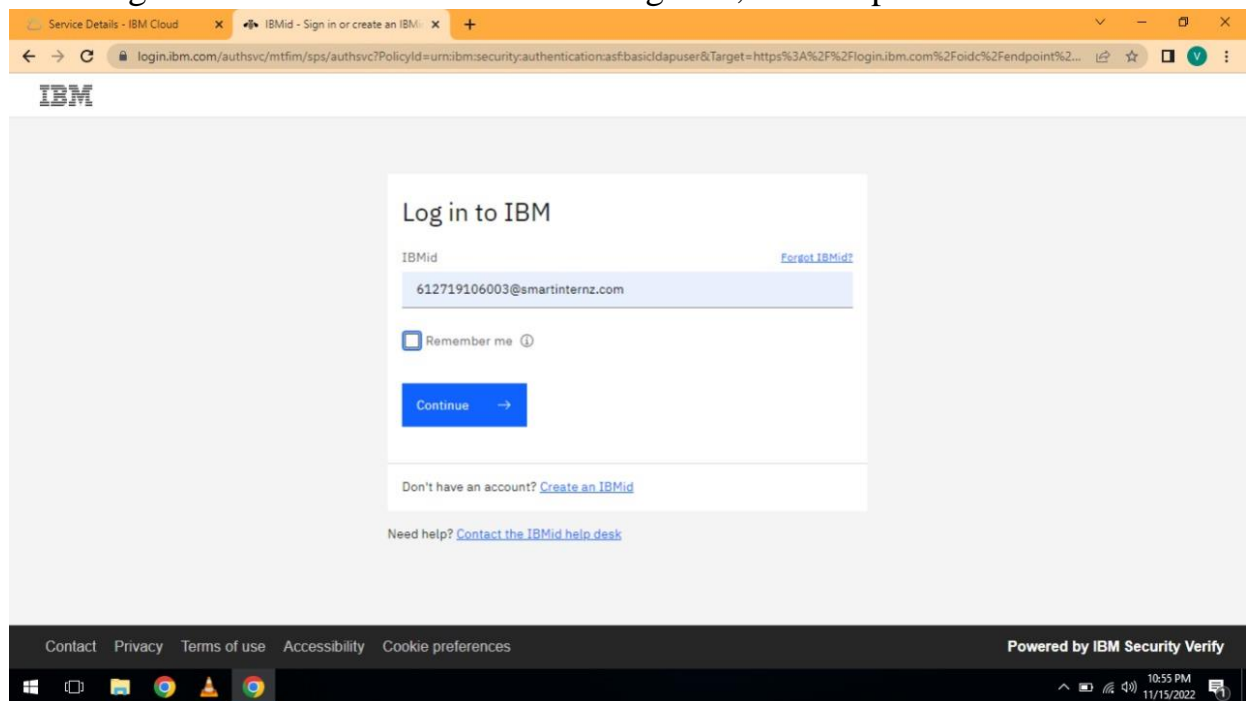 Service Details - IBM Cloud
IBMid - Sign in or create an IBMi
login.ibm.com/authsvc/mtfim/sps/authsvc?PolicyId=urn:ibm:security:authentication:asf:basicldapuser&Target=https%3A%2F%2Flogin.ibm.com%2Foidc%2Fendpoint%2...
V
IBM
Log in to IBM
IBMid Forgot IBMid?
612719106003@smartinternz.com
Remember me
Continue →
Don't have an account? Create an IBMid
Need help? Contact the IBMid help desk
Contact Privacy Terms of use Accessibility Cookie preferences Powered by IBM Security Verify
10:55 PM
11/15/2022
1